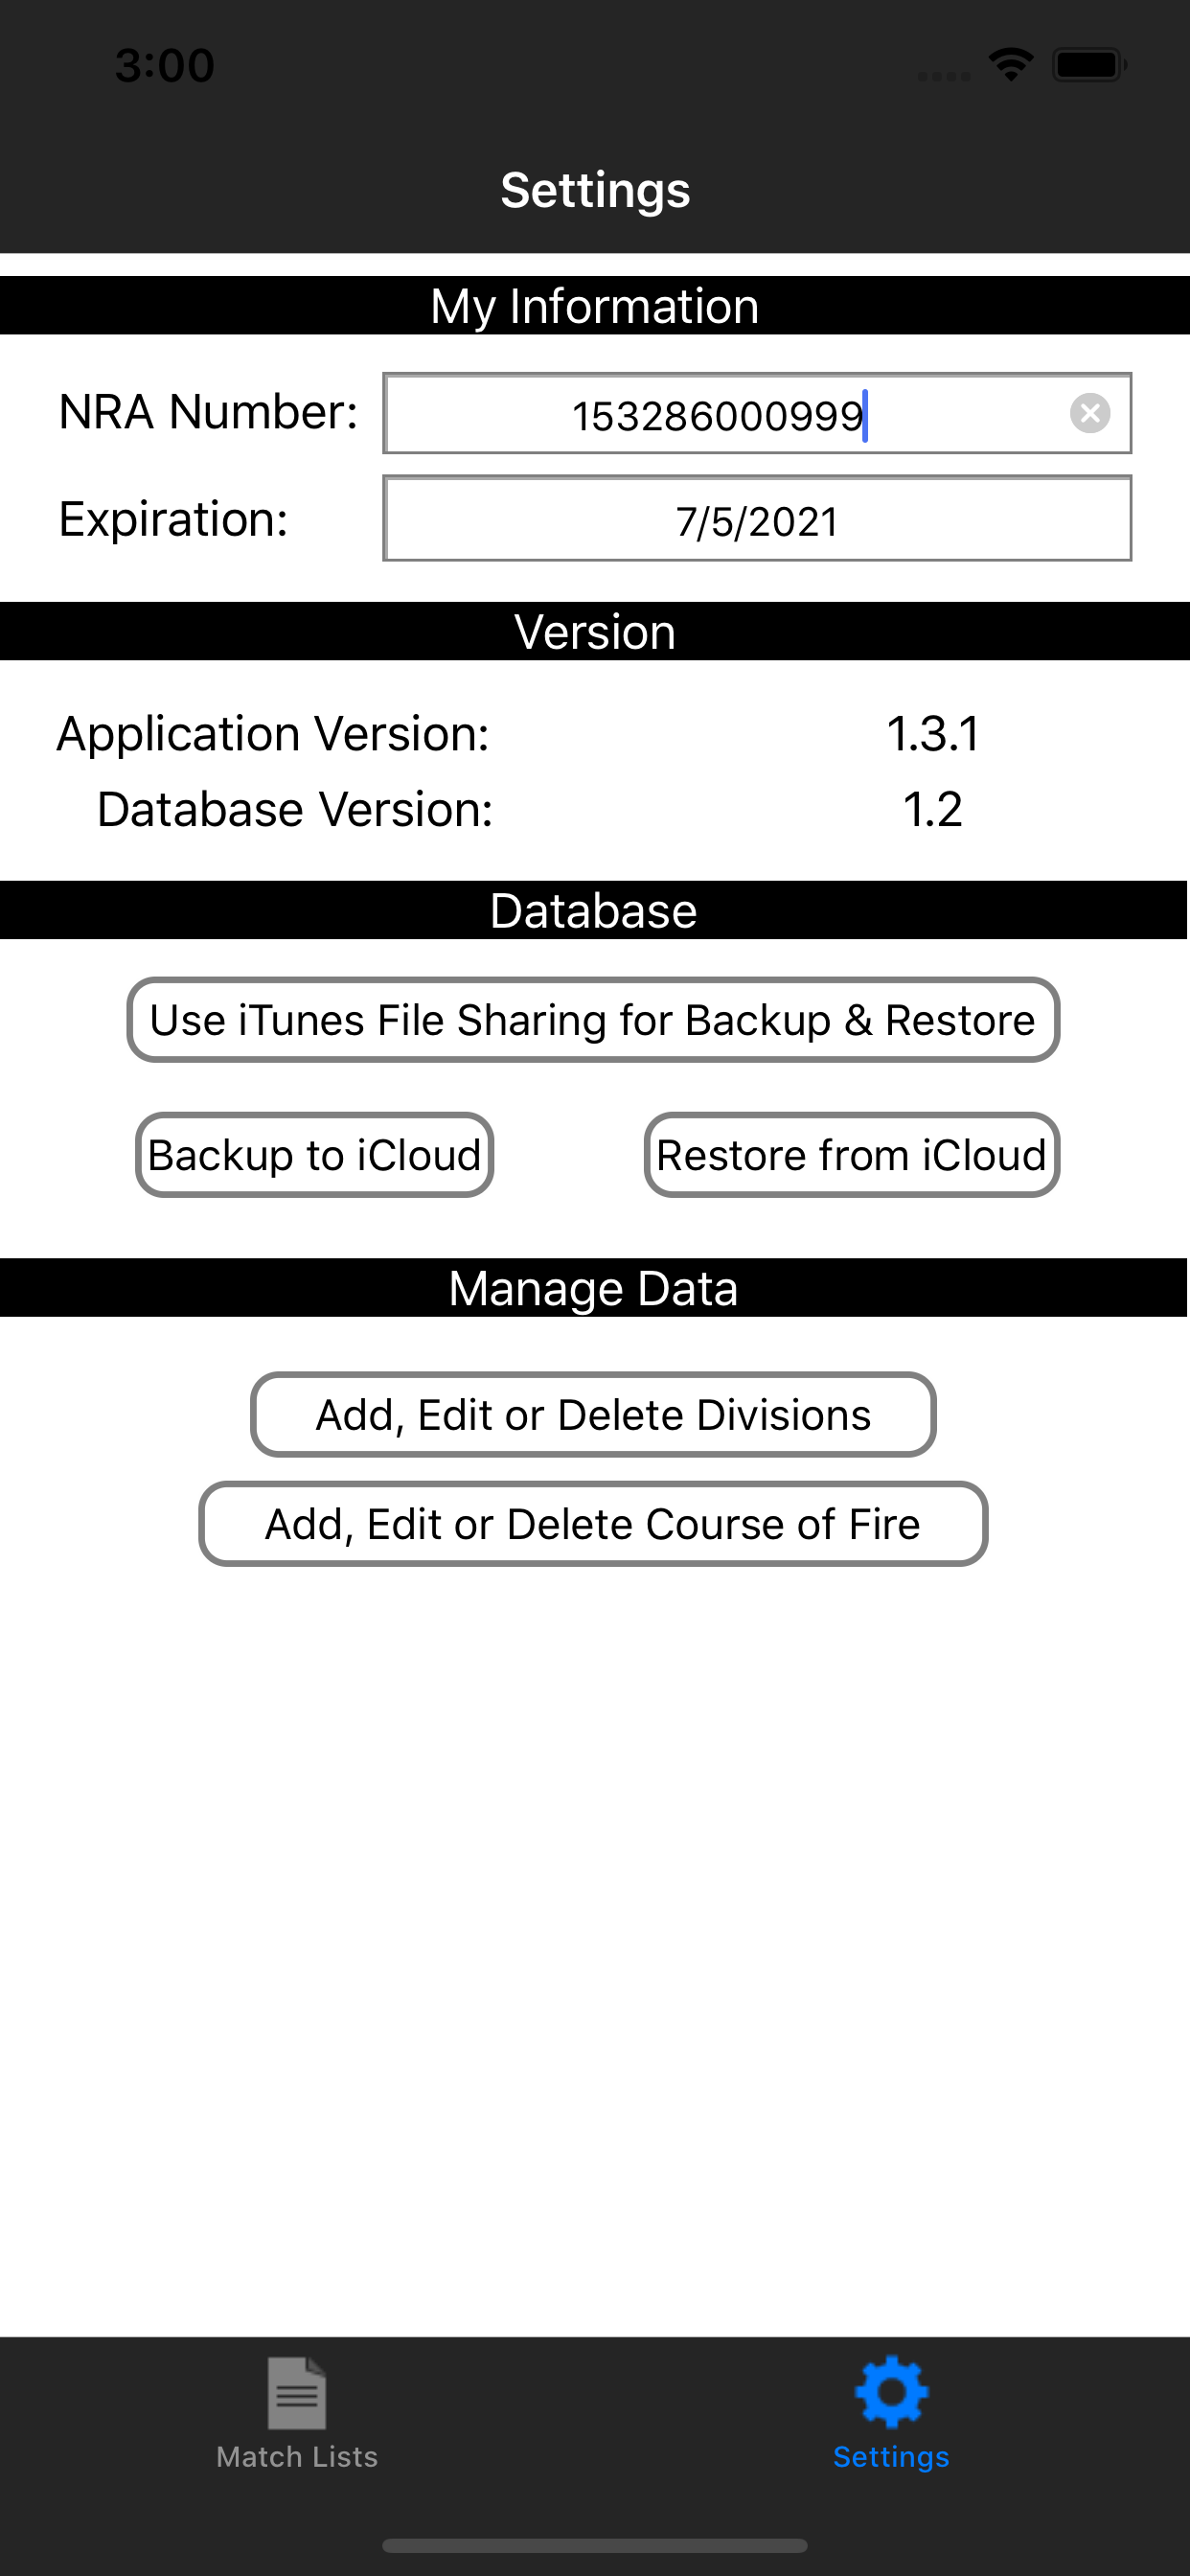 3:00
Settings
My Information
NRA Number: 153286000999
Expiration: 7/5/2021
Version
Application Version: 1.3.1
Database Version: 1.2
Database
Use iTunes File Sharing for Backup & Restore
Backup to iCloud Restore from iCloud
Manage Data
Add, Edit or Delete Divisions
Add, Edit or Delete Course of Fire
Match Lists Settings